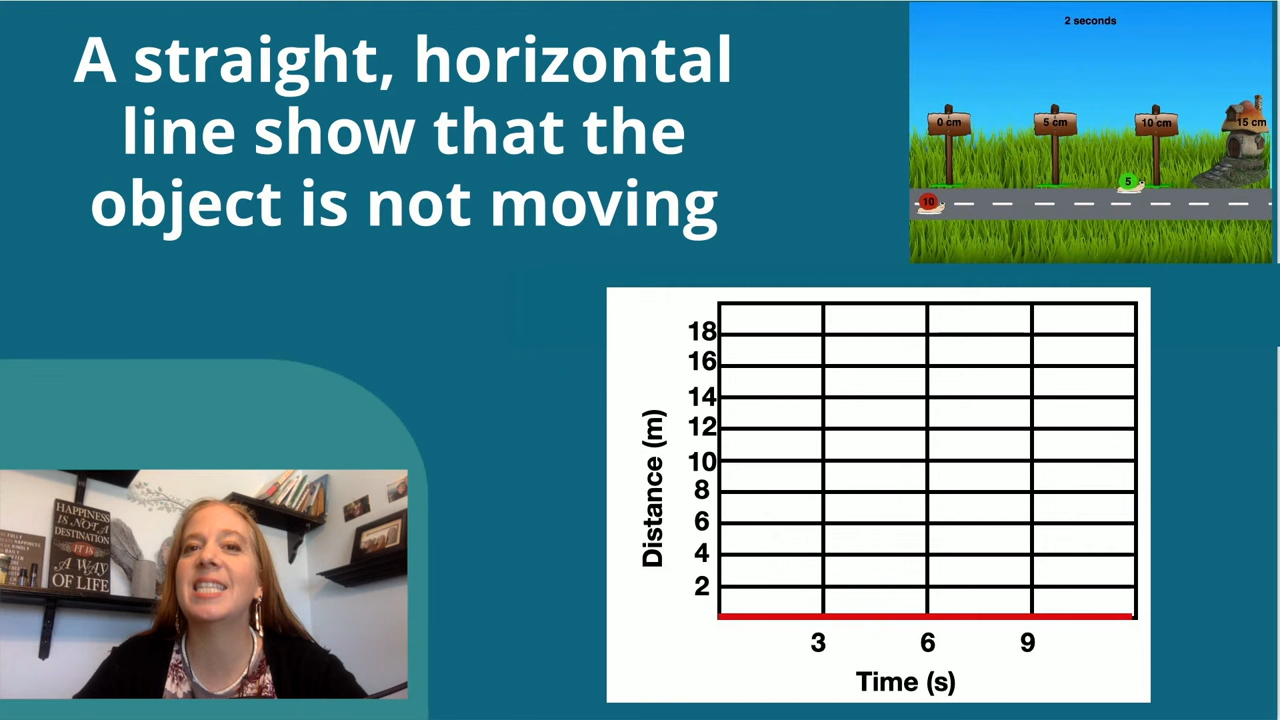 A straight, horizontal
line show that the
object is not moving
2 seconds
0 cm
5 cm
10 cm
15 cm
5
10
HAPPINESS
IS NOT A
DESTINATION
IT IS
A WAY
OF LIFE
Distance (m)
18
16
14
12
10
8
6
4
2
3 6 9
Time (s)